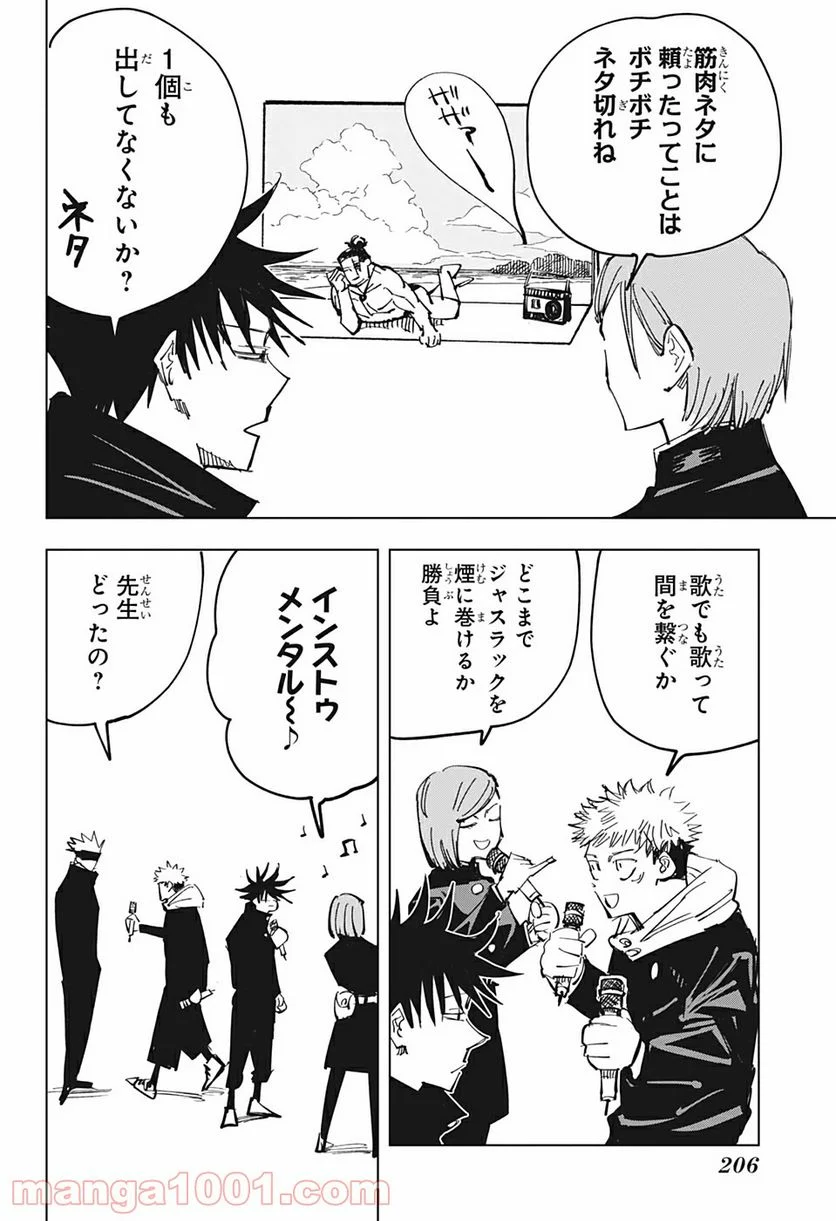 筋肉ネタに
頼ったってことは
ボチボチ
ネタ切れね
ザザァー
1個も
出してなくないか？
ネタ
歌でも歌って
間を繋ぐか
どこまで
ジャスラックを
煙に巻けるか
勝負よ
インストゥ
メンタル〜♪
先生
どったの？
206
manga1001.com